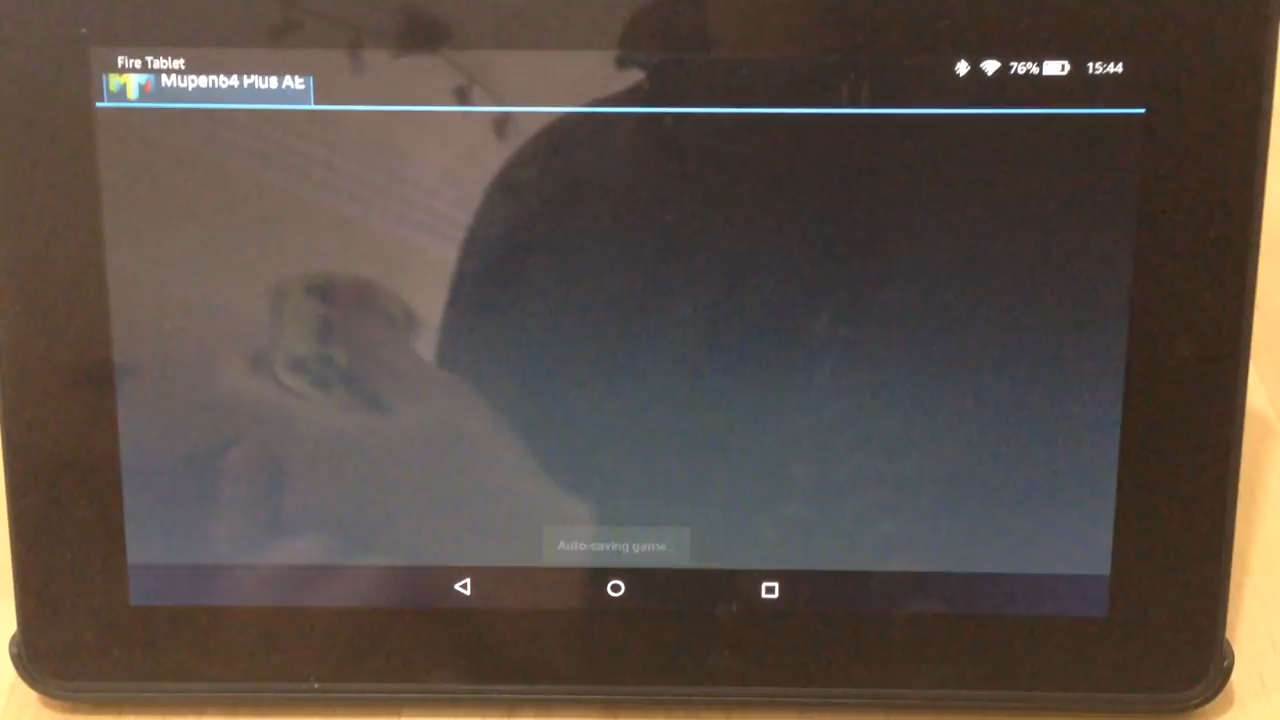 Fire Tablet
76%
15:44
Mupen64 Plus AE
Auto-saving game...